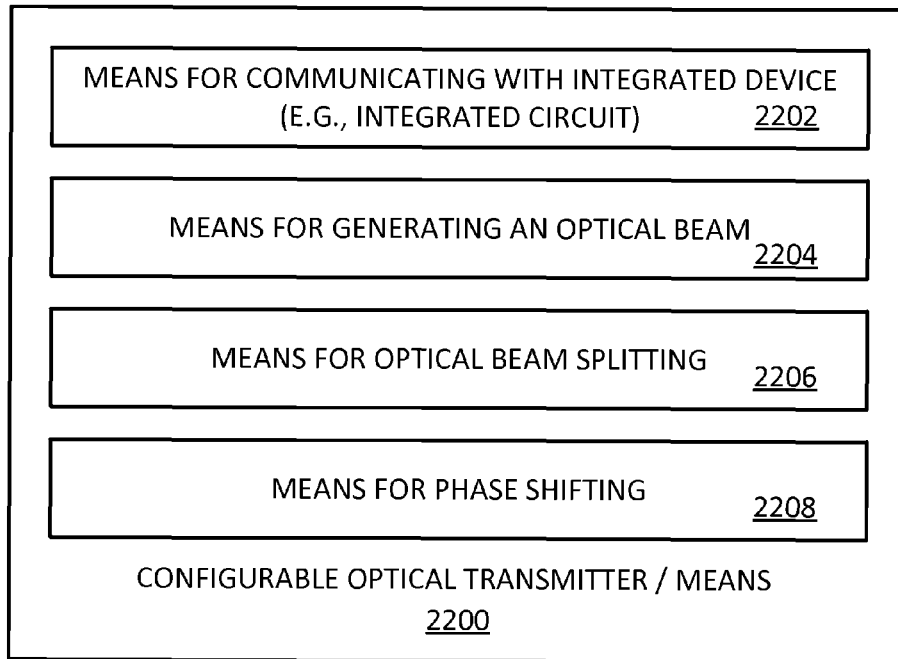 MEANS FOR COMMUNICATING WITH INTEGRATED DEVICE
(E.G., INTEGRATED CIRCUIT) 2202
MEANS FOR GENERATING AN OPTICAL BEAM 2204
MEANS FOR OPTICAL BEAM SPLITTING 2206
MEANS FOR PHASE SHIFTING 2208
CONFIGURABLE OPTICAL TRANSMITTER / MEANS
2200